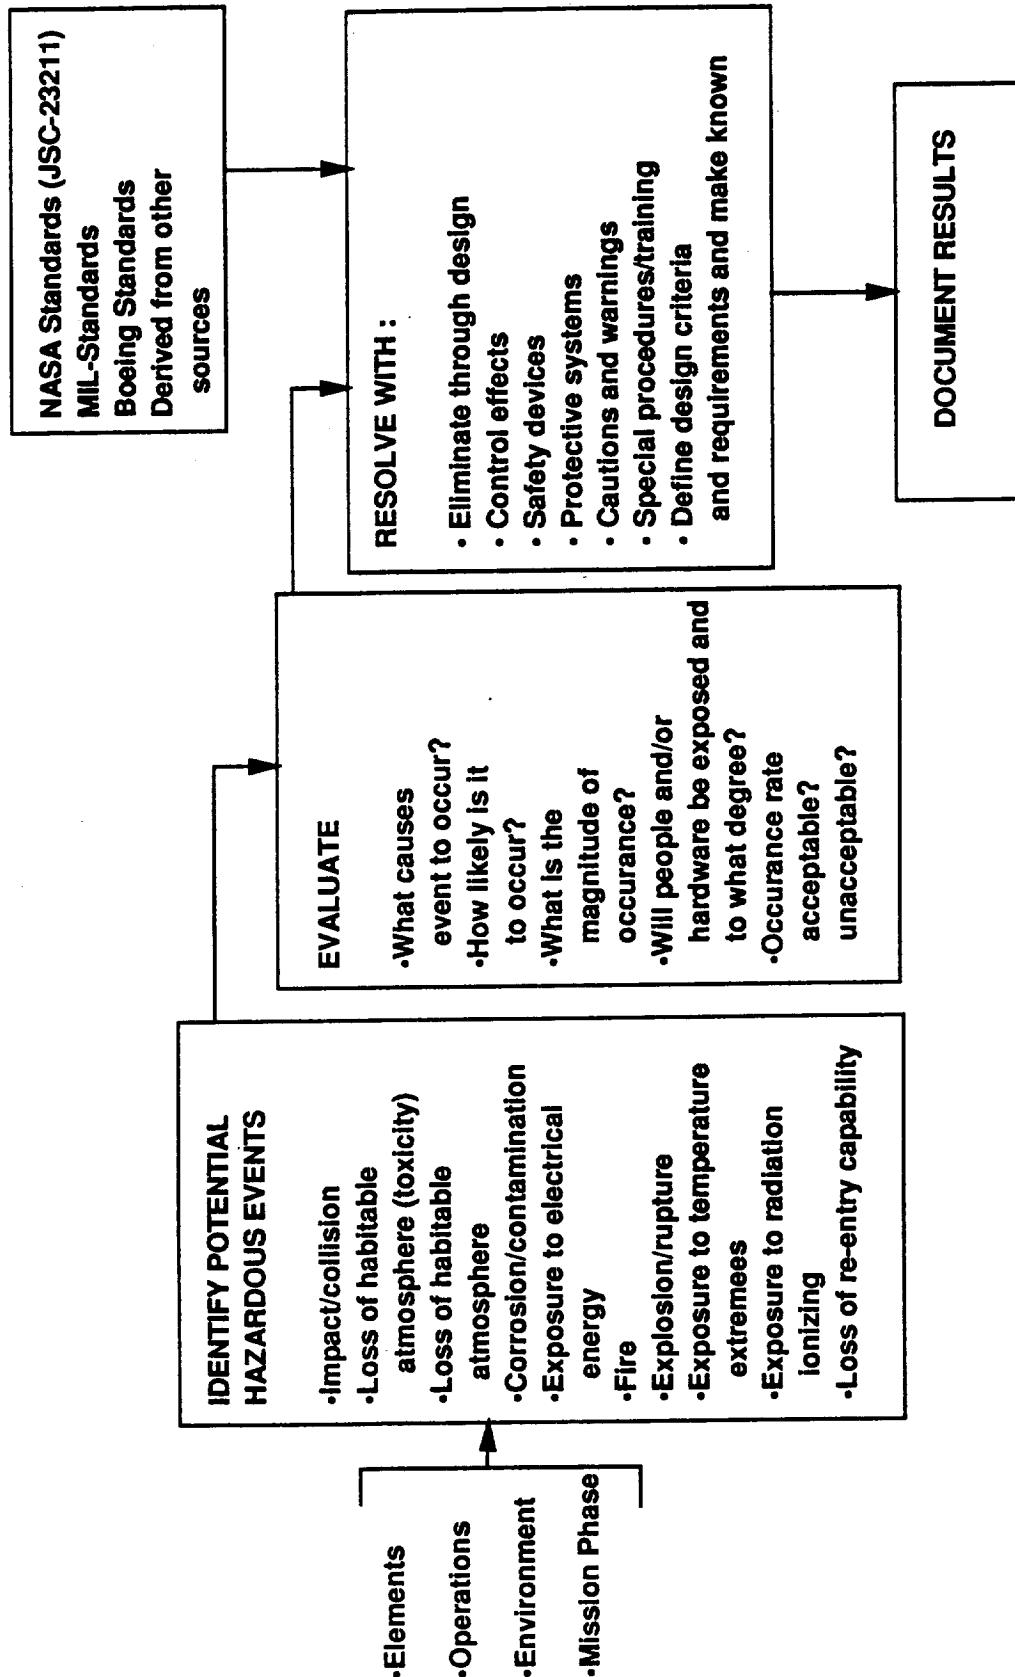 •Elements
•Operations
•Environment
•Mission Phase
IDENTIFY POTENTIAL
HAZARDOUS EVENTS
•Impact/collision
•Loss of habitable
atmosphere (toxicity)
•Loss of habitable
atmosphere
•Corrosion/contamination
•Exposure to electrical
energy
•Fire
•Explosion/rupture
•Exposure to temperature
extremees
•Exposure to radiation
ionizing
•Loss of re-entry capability
EVALUATE
•What causes
event to occur?
•How likely is it
to occur?
•What is the
magnitude of
occurance?
•Will people and/or
hardware be exposed and
to what degree?
•Occurance rate
acceptable?
unacceptable?
NASA Standards (JSC-23211)
MIL-Standards
Boeing Standards
Derived from other
sources
RESOLVE WITH :
• Eliminate through design
• Control effects
• Safety devices
• Protective systems
• Cautions and warnings
• Special procedures/training
• Define design criteria
and requirements and make known
DOCUMENT RESULTS